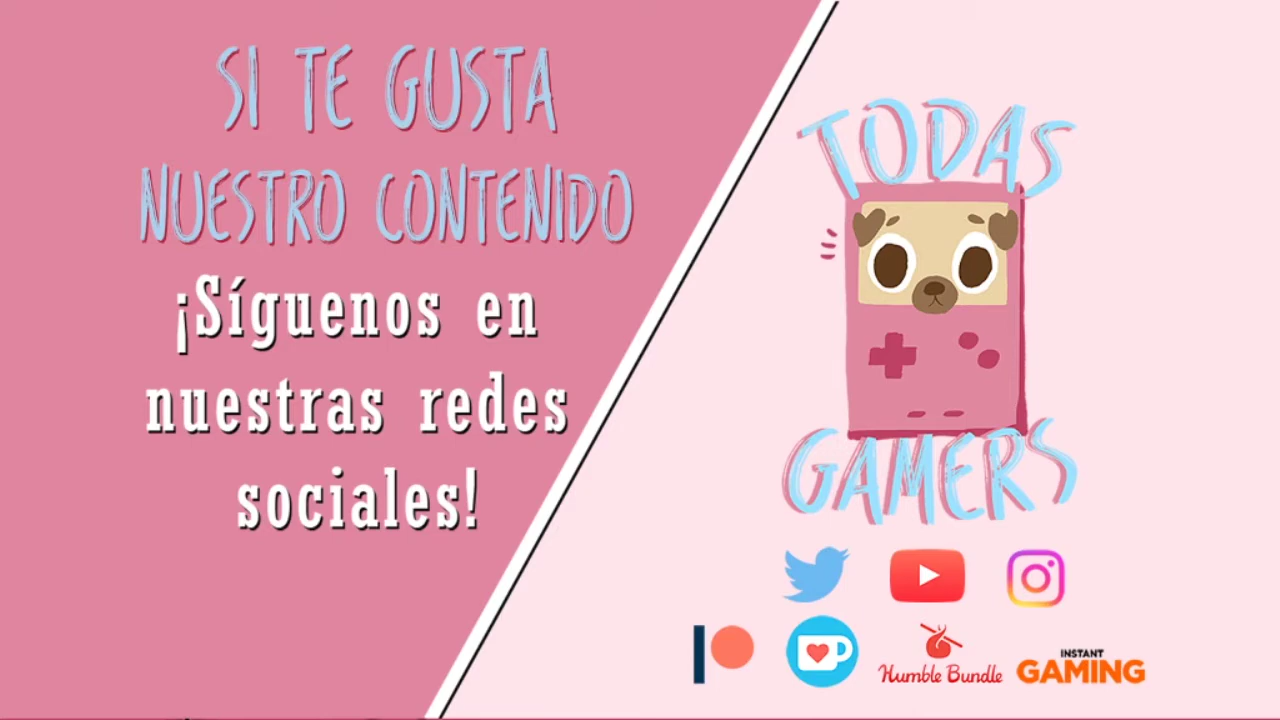 SI TE GUSTA
NUESTRO CONTENIDO
¡Síguenos en
nuestras redes
sociales!
TODAS
GAMERS
Humble Bundle
INSTANT
GAMING